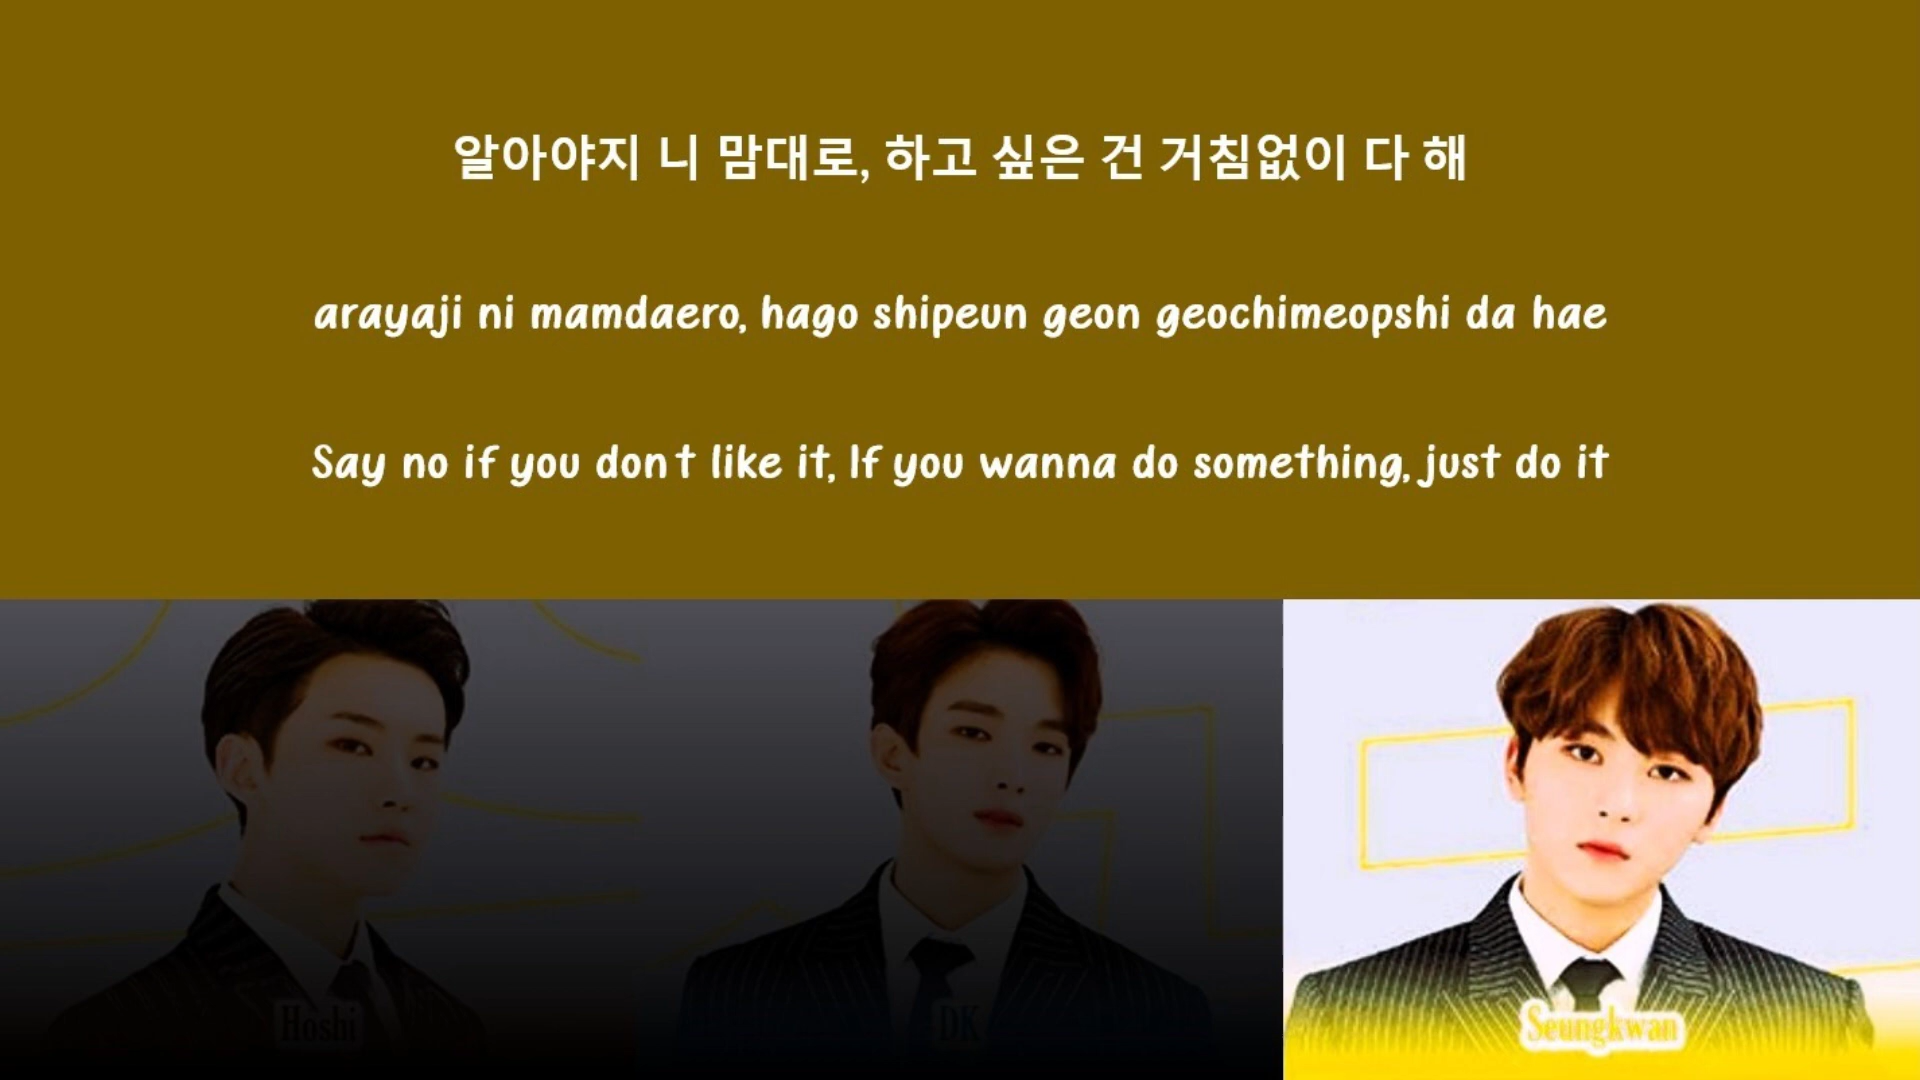 알아야지 니 맘대로, 하고 싶은 건 거침없이 다 해
arayaji ni mamdaero, hago shipeun geon geochimeopshi da hae
Say no if you don t like it, If you wanna do something, just do it
Hoshi
DK
Seungkwan